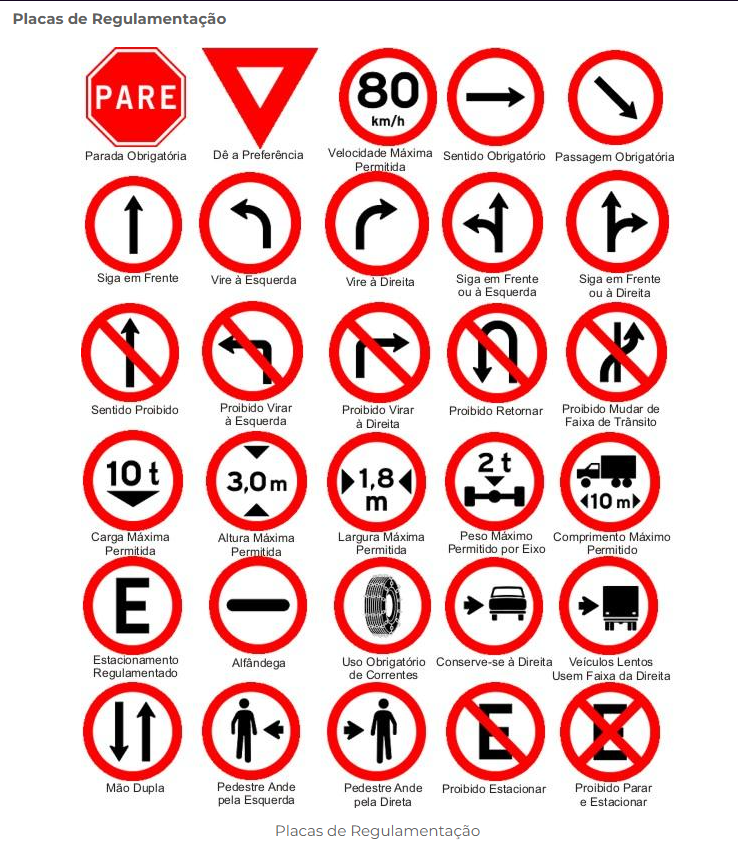 Placas de Regulamentação
PARE
80
km/h
Parada Obrigatória
Dê a Preferência
Velocidade Máxima
Permitida
Sentido Obrigatório
Passagem Obrigatória
Siga em Frente
Vire à Esquerda
Vire à Direita
Siga em Frente
ou à Esquerda
Siga em Frente
ou à Direita
Sentido Proibido
Proibido Virar
à Esquerda
Proibido Virar
à Direita
Proibido Retornar
Proibido Mudar de
Faixa de Trânsito
10 t
3,0 m
1,8
m
2 t
10 m
Carga Máxima
Permitida
Altura Máxima
Permitida
Largura Máxima
Permitida
Peso Máximo
Permitido por Eixo
Comprimento Máximo
Permitido
E
Estacionamento
Regulamentado
Alfândega
Uso Obrigatório
de Correntes
Conserve-se à Direita
Veículos Lentos
Usem Faixa da Direita
E
E
Mão Dupla
Pedestre Ande
pela Esquerda
Pedestre Ande
pela Direta
Proibido Estacionar
Proibido Parar
e Estacionar
Placas de Regulamentação